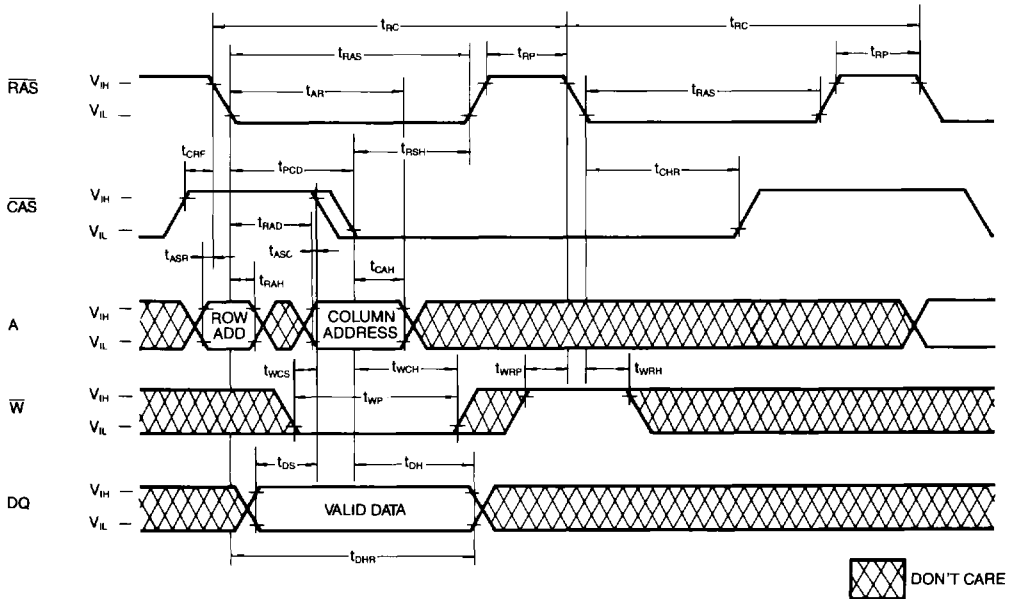 tRC tRC
tRAS tRP tRP
RAS VIH
tAR tRAS
VIL
tCRF tPCD tRSH tCHR
CAS VIH
tRAD
VIL
tASR tASC tCAH
tRAH
A VIH
ROW ADD
COLUMN ADDRESS
VIL
tWCS tWCH tWRP tWRH
W VIH
tWP
VIL
tDS tDH
DQ VIH
VALID DATA
VIL
tDHR
DON'T CARE